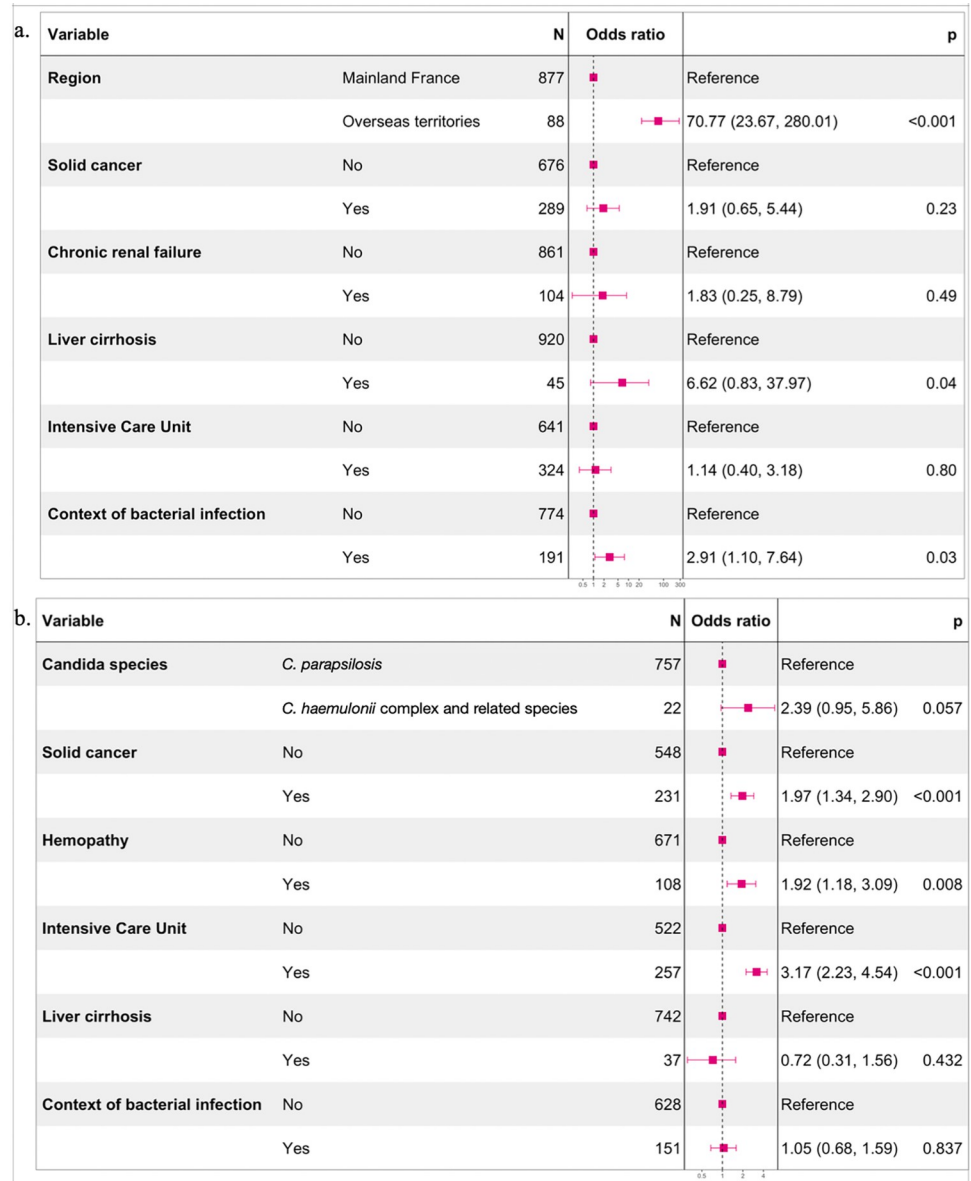 a.
Variable N Odds ratio p
Region Mainland France 877 Reference
Overseas territories 88 70.77 (23.67, 280.01) <0.001
Solid cancer No 676 Reference
Yes 289 1.91 (0.65, 5.44) 0.23
Chronic renal failure No 861 Reference
Yes 104 1.83 (0.25, 8.79) 0.49
Liver cirrhosis No 920 Reference
Yes 45 6.62 (0.83, 37.97) 0.04
Intensive Care Unit No 641 Reference
Yes 324 1.14 (0.40, 3.18) 0.80
Context of bacterial infection No 774 Reference
Yes 191 2.91 (1.10, 7.64) 0.03
0.5 1 2 5 10 20 100 300
b.
Variable N Odds ratio p
Candida species C. parapsilosis 757 Reference
C. haemulonii complex and related species 22 2.39 (0.95, 5.86) 0.057
Solid cancer No 548 Reference
Yes 231 1.97 (1.34, 2.90) <0.001
Hemopathy No 671 Reference
Yes 108 1.92 (1.18, 3.09) 0.008
Intensive Care Unit No 522 Reference
Yes 257 3.17 (2.23, 4.54) <0.001
Liver cirrhosis No 742 Reference
Yes 37 0.72 (0.31, 1.56) 0.432
Context of bacterial infection No 628 Reference
Yes 151 1.05 (0.68, 1.59) 0.837
0.5 1 2 4